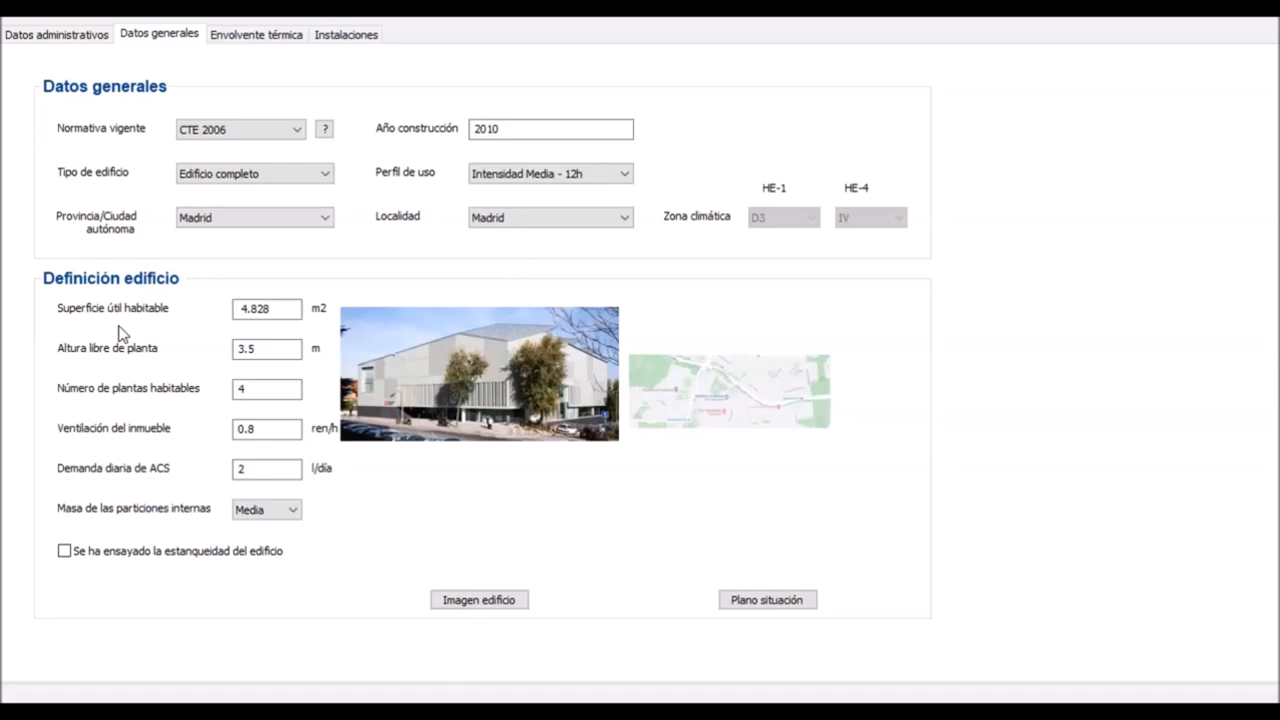 Datos administrativos Datos generales Envolvente térmica Instalaciones
Datos generales
Normativa vigente CTE 2006 ? Año construcción 2010
Tipo de edificio Edificio completo Perfil de uso Intensidad Media - 12h
HE-1 HE-4
Provincia/Ciudad autónoma Madrid Localidad Madrid Zona climática D3 IV
Definición edificio
Superficie útil habitable 4.828 m2
Altura libre de planta 3.5 m
Número de plantas habitables 4
Ventilación del inmueble 0.8 ren/h
Demanda diaria de ACS 2 l/día
Masa de las particiones internas Media
Se ha ensayado la estanqueidad del edificio
Imagen edificio Plano situación